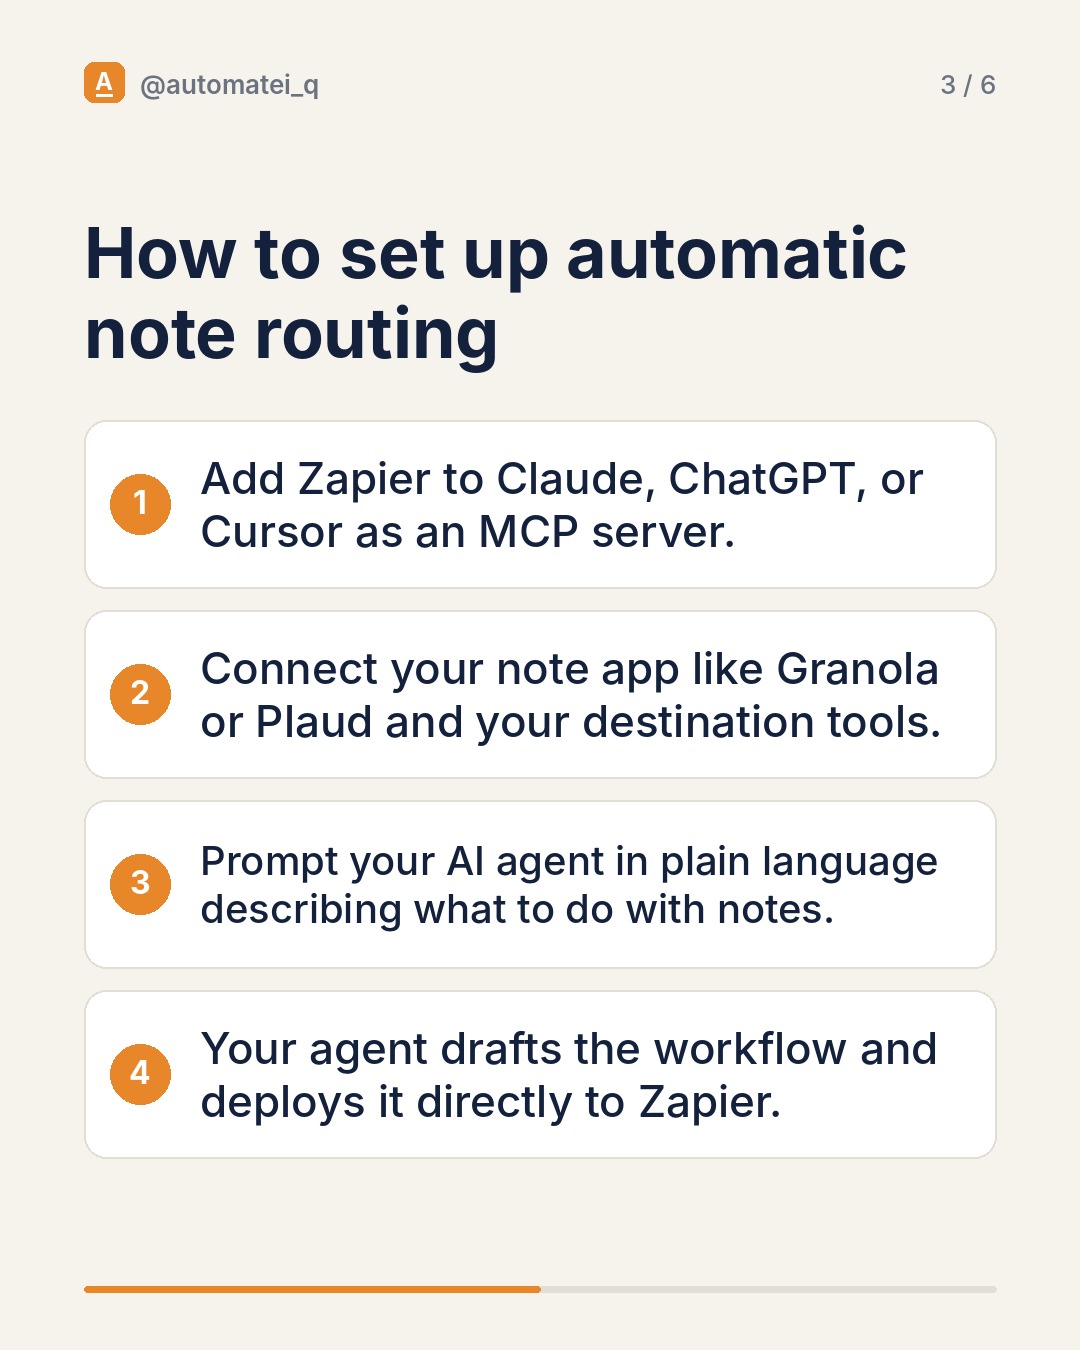 A
@automatei_q
3 / 6
How to set up automatic
note routing
1
Add Zapier to Claude, ChatGPT, or
Cursor as an MCP server.
2
Connect your note app like Granola
or Plaud and your destination tools.
3
Prompt your AI agent in plain language
describing what to do with notes.
4
Your agent drafts the workflow and
deploys it directly to Zapier.